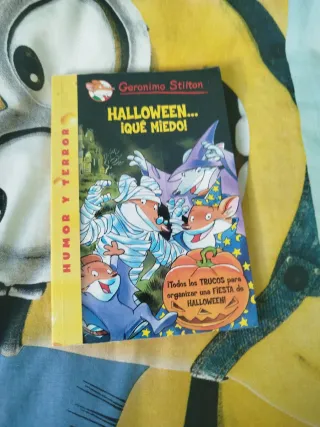 Geronimo Stilton
HALLOWEEN...
¡QUÉ MIEDO!
HUMOR Y TERROR
¡Todos los TRUCOS para
organizar una FIESTA de
HALLOWEEN!